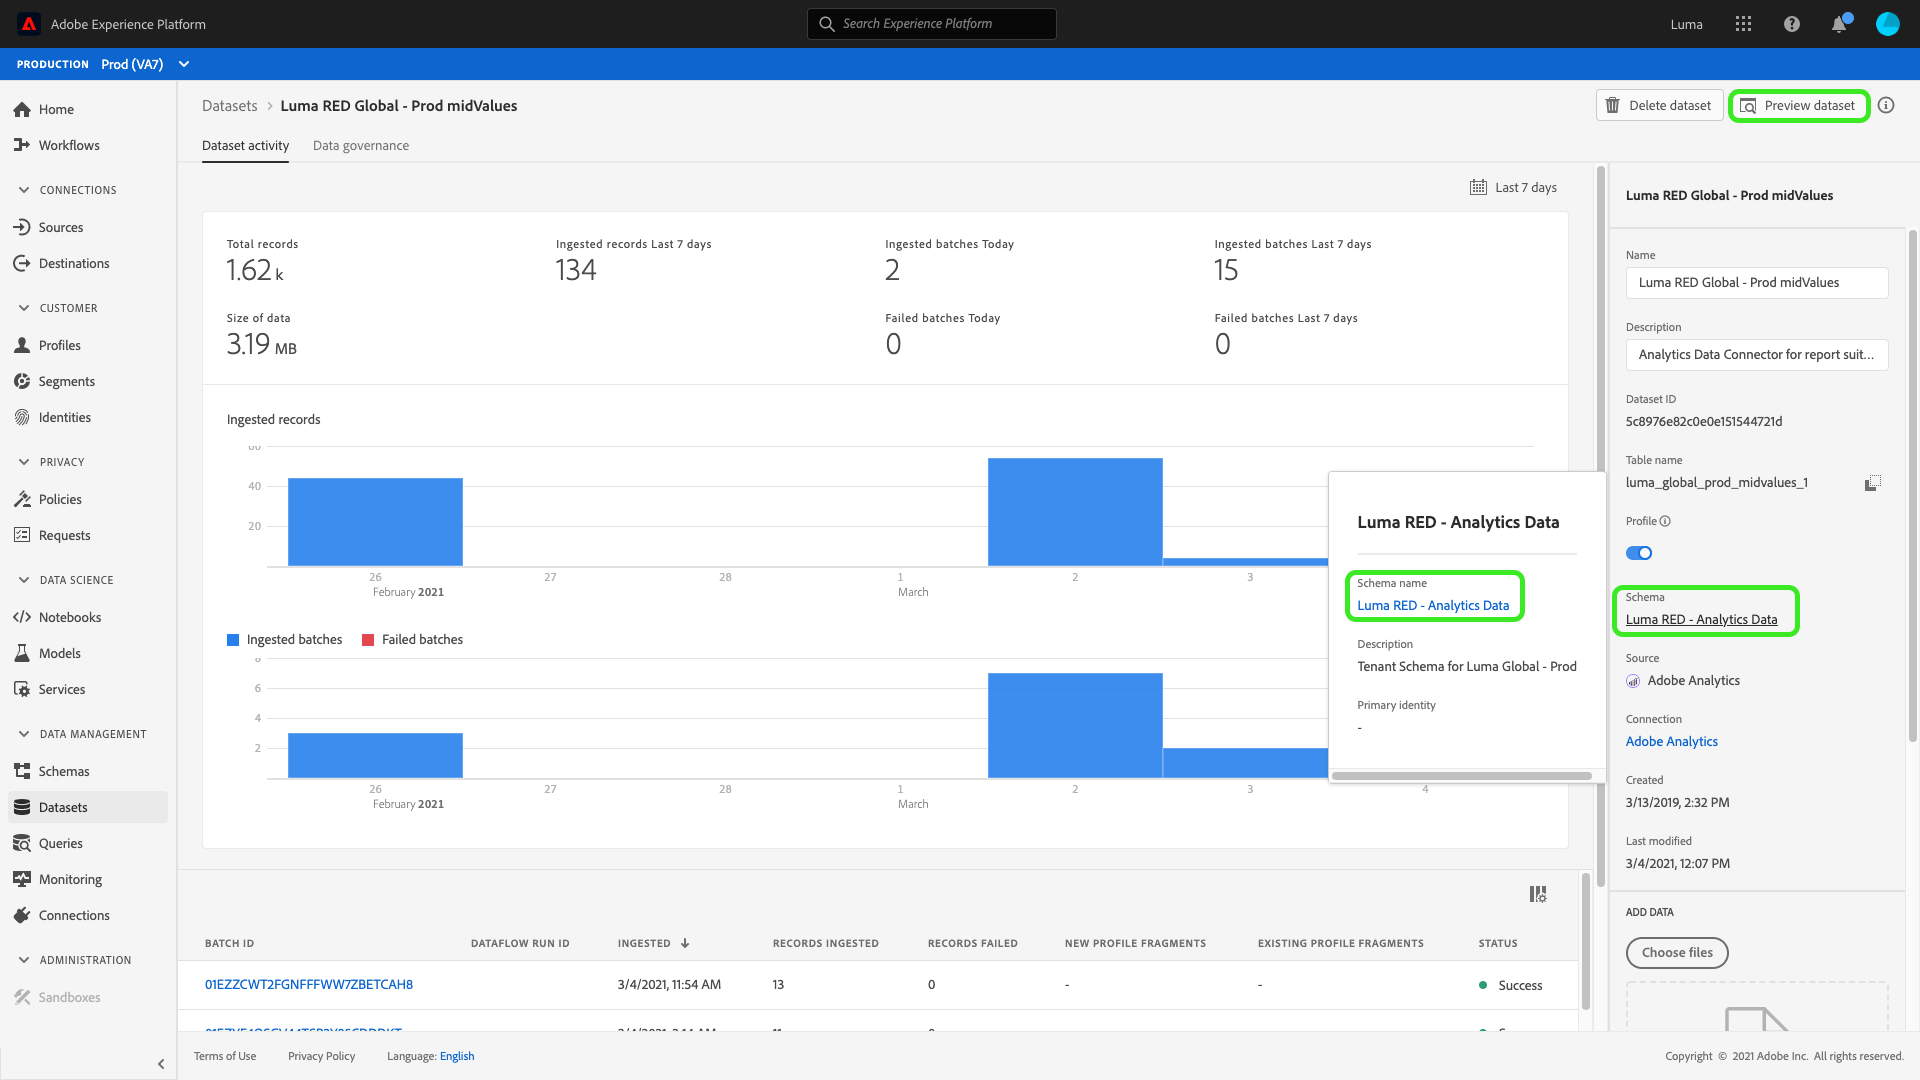 Adobe Experience Platform
Search Experience Platform
Luma
PRODUCTION Prod (VA7)
Home
Workflows
CONNECTIONS
Sources
Destinations
CUSTOMER
Profiles
Segments
Identities
PRIVACY
Policies
Requests
DATA SCIENCE
Notebooks
Models
Services
DATA MANAGEMENT
Schemas
Datasets
Queries
Monitoring
Connections
ADMINISTRATION
Sandboxes
Datasets > Luma RED Global - Prod midValues
Delete dataset
Preview dataset
Dataset activity
Data governance
Last 7 days
Total records
1.62 k
Ingested records Last 7 days
134
Ingested batches Today
2
Ingested batches Last 7 days
15
Size of data
3.19 MB
Failed batches Today
0
Failed batches Last 7 days
0
Ingested records
60
40
20
26 27 28 1 2 3
February 2021 March
Ingested batches Failed batches
8
6
4
2
26 27 28 1 2 3 4
February 2021 March
Luma RED - Analytics Data
Schema name
Luma RED - Analytics Data
Description
Tenant Schema for Luma Global - Prod
Primary identity
-
BATCH ID DATAFLOW RUN ID INGESTED ↓ RECORDS INGESTED RECORDS FAILED NEW PROFILE FRAGMENTS EXISTING PROFILE FRAGMENTS STATUS
01EZZCWT2FGNFFFWW7ZBETCAH8 3/4/2021, 11:54 AM 13 0 - - Success
Luma RED Global - Prod midValues
Name
Luma RED Global - Prod midValues
Description
Analytics Data Connector for report suit...
Dataset ID
5c8976e82c0e0e151544721d
Table name
luma_global_prod_midvalues_1
Profile
Schema
Luma RED - Analytics Data
Source
Adobe Analytics
Connection
Adobe Analytics
Created
3/13/2019, 2:32 PM
Last modified
3/4/2021, 12:07 PM
ADD DATA
Choose files
Terms of Use Privacy Policy Language: English
Copyright © 2021 Adobe Inc. All rights reserved.